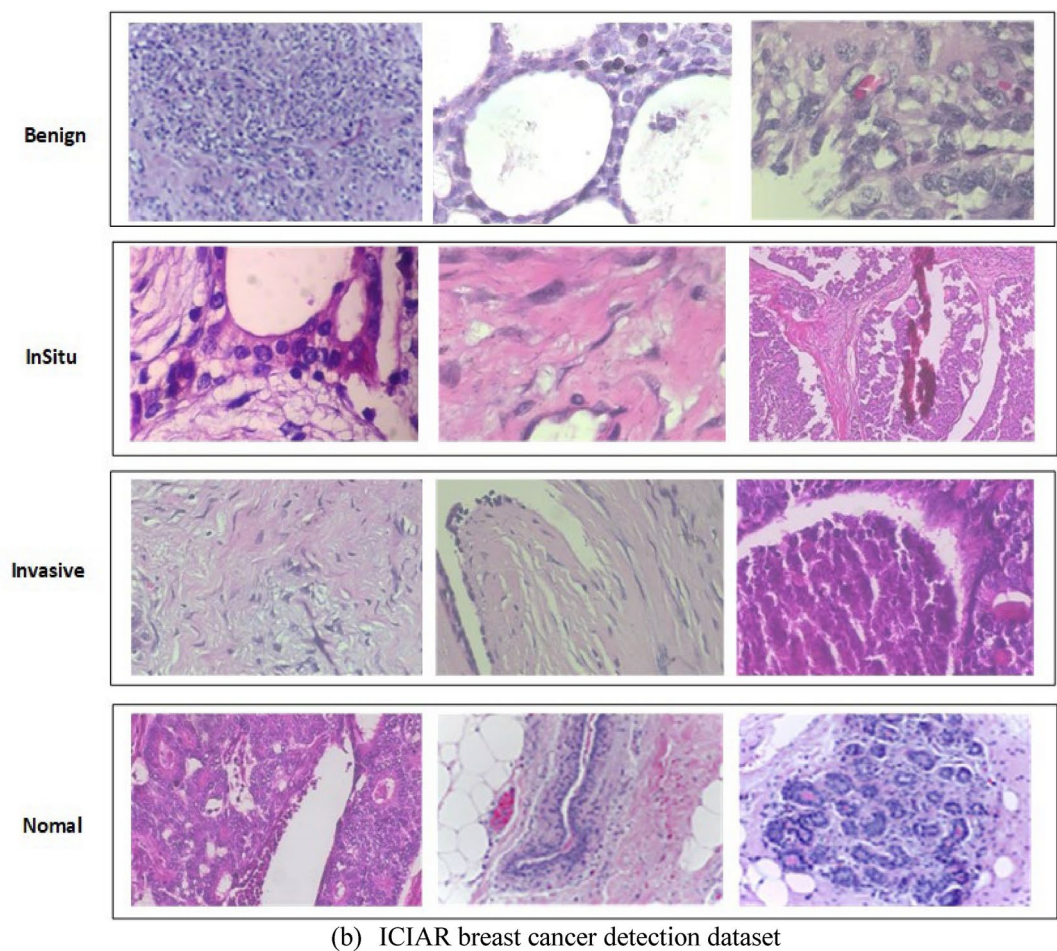 Benign
InSitu
Invasive
Nomal
(b) ICIAR breast cancer detection dataset